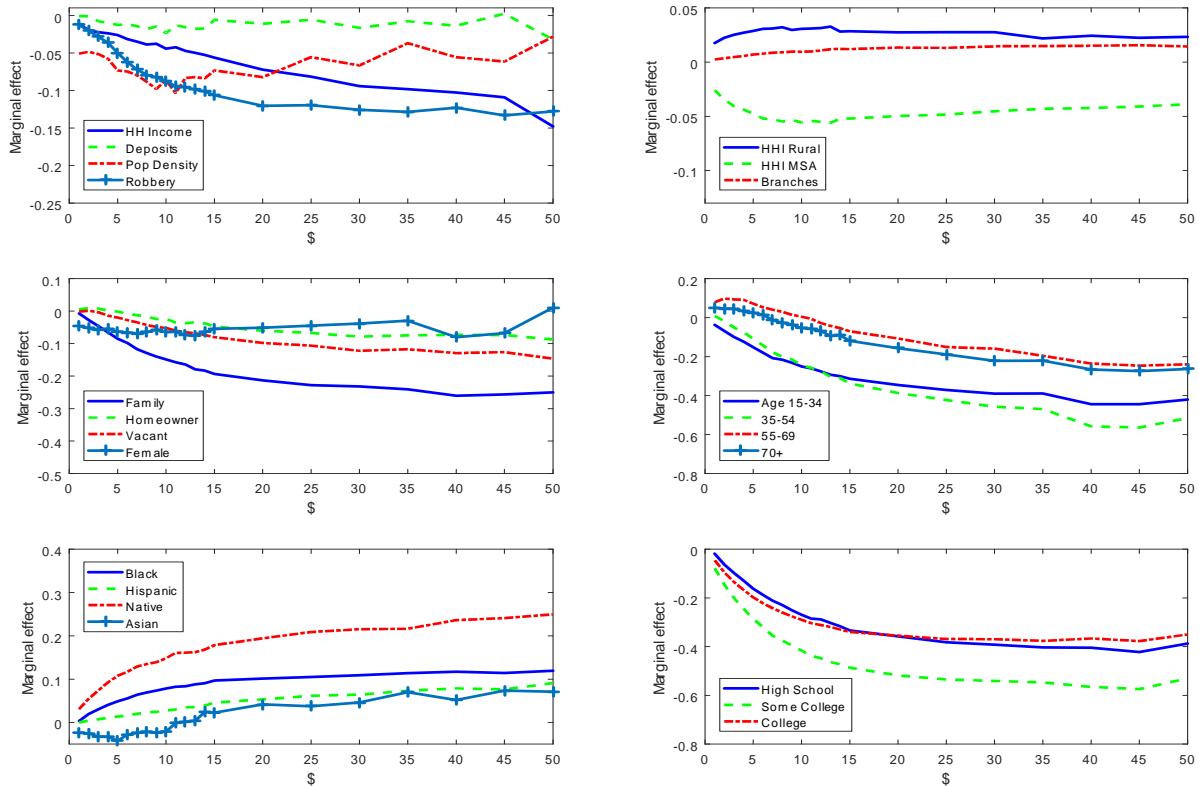 Marginal effect
0
-0.05
-0.1
-0.15
-0.2
-0.25
HH Income
Deposits
Pop Density
Robbery
0 5 10 15 20 25 30 35 40 45 50
$
Marginal effect
0.05
0
-0.05
-0.1
HHI Rural
HHI MSA
Branches
0 5 10 15 20 25 30 35 40 45 50
$
Marginal effect
0.1
0
-0.1
-0.2
-0.3
-0.4
-0.5
Family
Homeowner
Vacant
Female
0 5 10 15 20 25 30 35 40 45 50
$
Marginal effect
0.2
0
-0.2
-0.4
-0.6
-0.8
Age 15-34
35-54
55-69
70+
0 5 10 15 20 25 30 35 40 45 50
$
Marginal effect
0.4
0.3
0.2
0.1
0
Black
Hispanic
Native
Asian
0 5 10 15 20 25 30 35 40 45 50
$
Marginal effect
0
-0.2
-0.4
-0.6
-0.8
High School
Some College
College
0 5 10 15 20 25 30 35 40 45 50
$